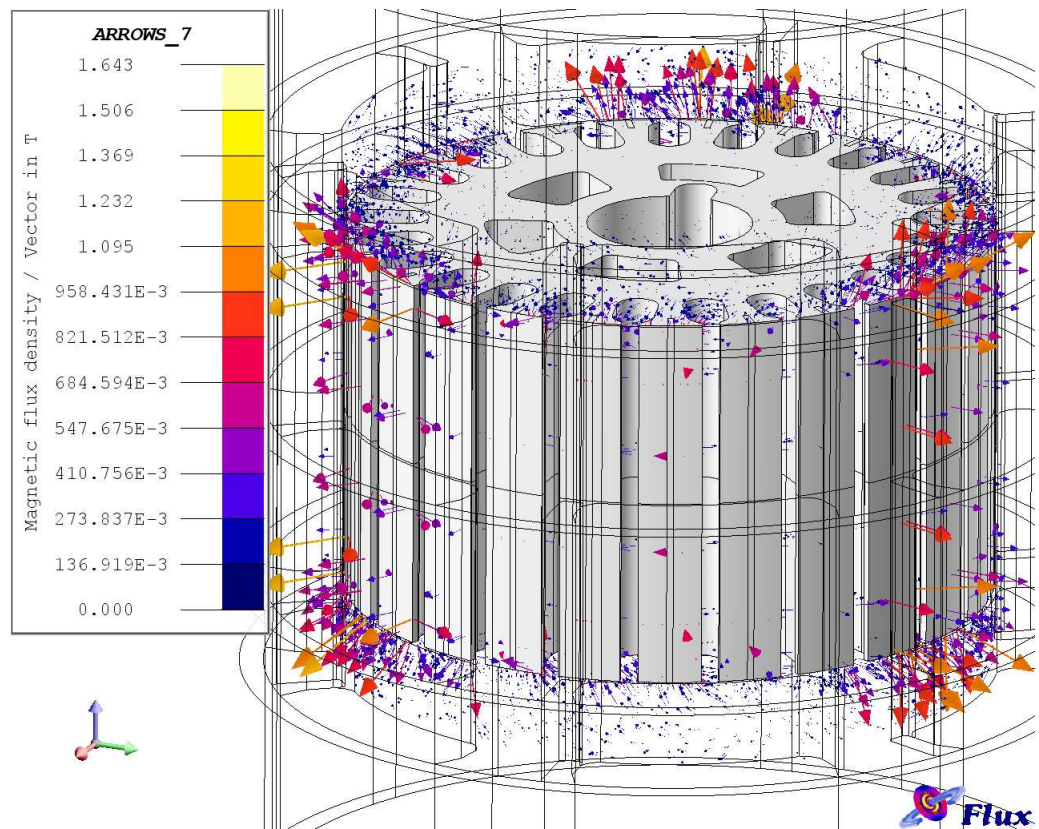 ARROWS_7
1.643
1.506
1.369
1.232
1.095
958.431E-3
821.512E-3
684.594E-3
547.675E-3
410.756E-3
273.837E-3
136.919E-3
0.000
Magnetic flux density / Vector in T
Flux